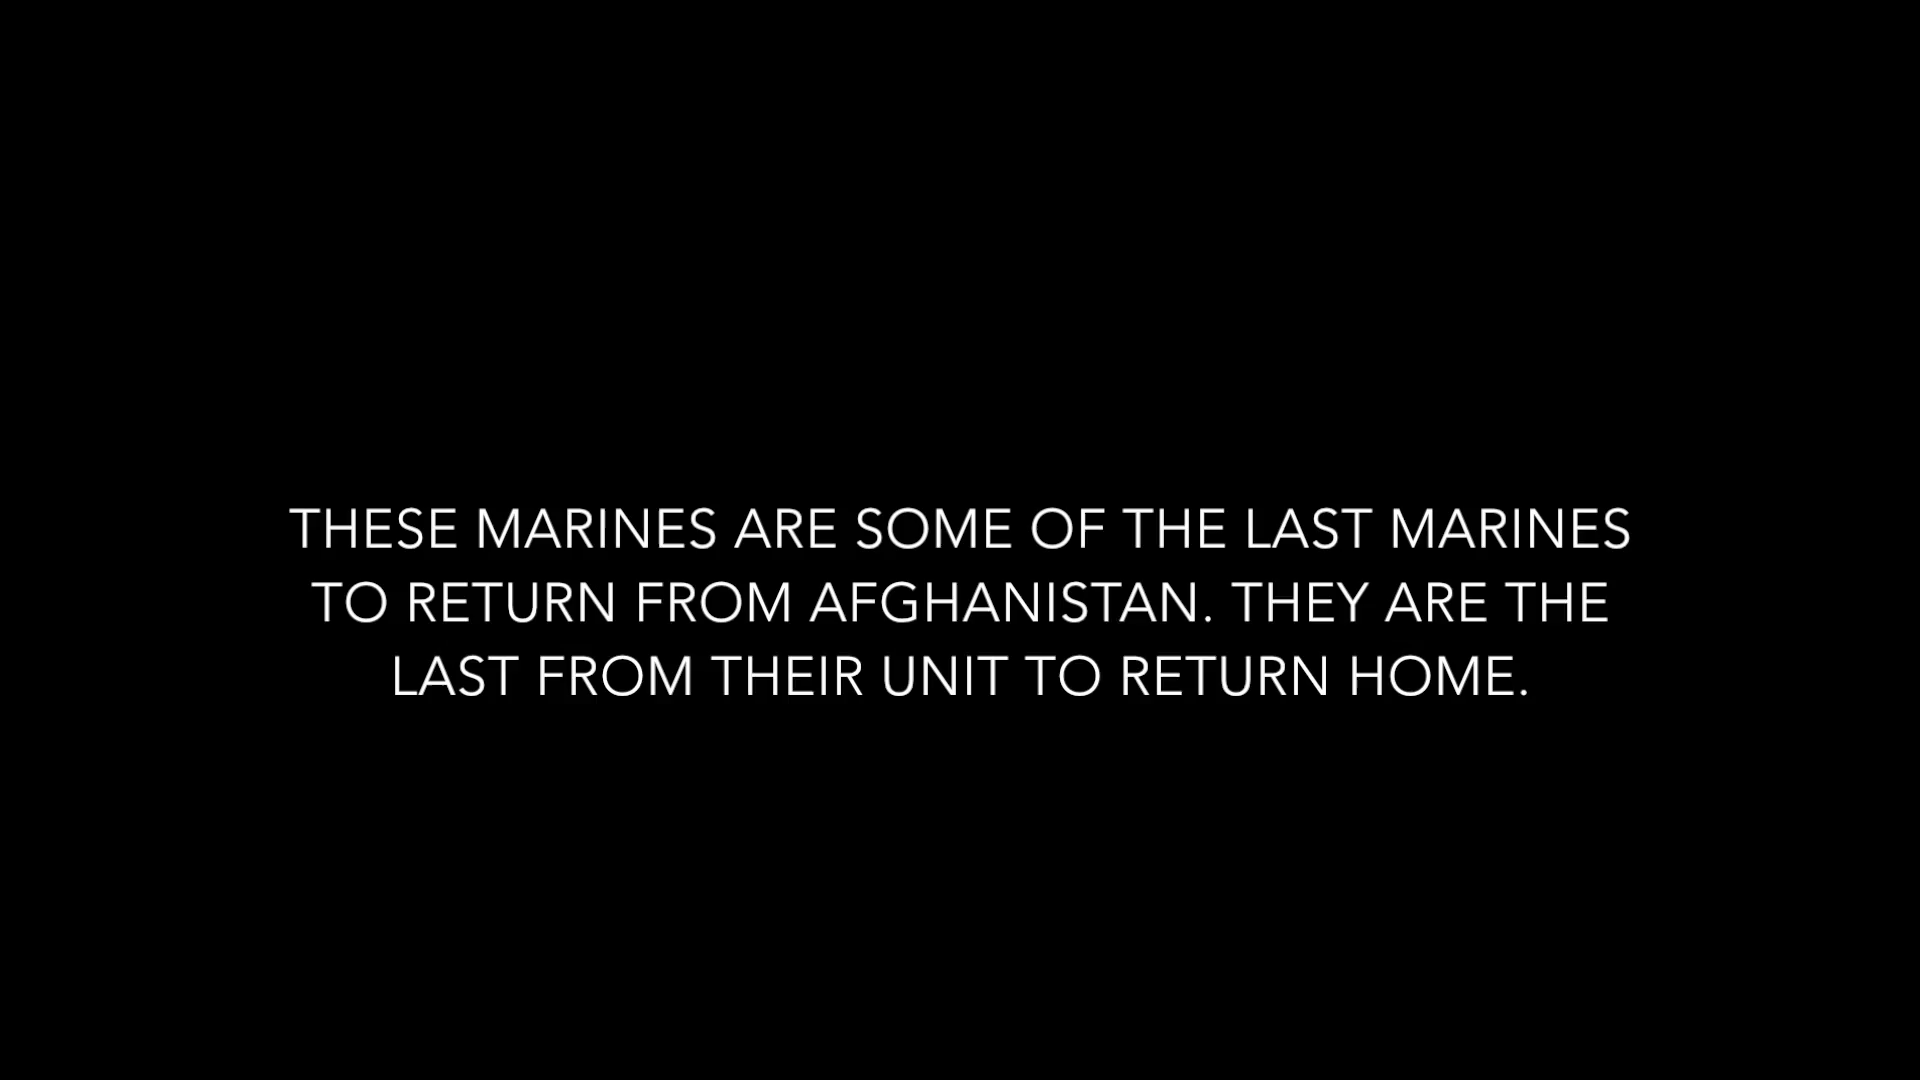 THESE MARINES ARE SOME OF THE LAST MARINES
TO RETURN FROM AFGHANISTAN. THEY ARE THE
LAST FROM THEIR UNIT TO RETURN HOME.